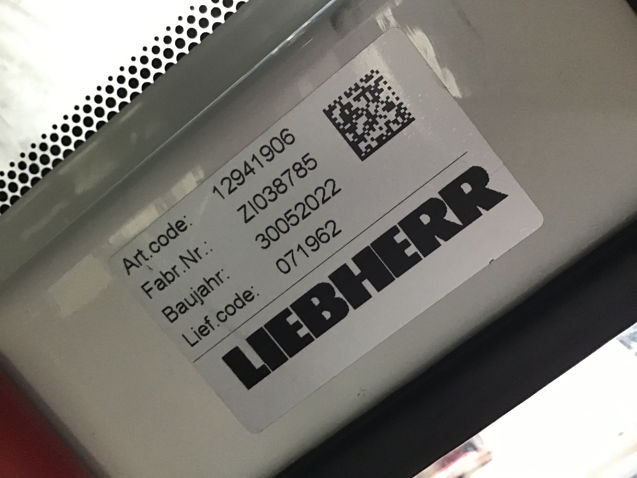 Art.code: 12941906
Fabr.Nr.: ZI038785
Baujahr: 30052022
Lief.code: 071962
LIEBHERR